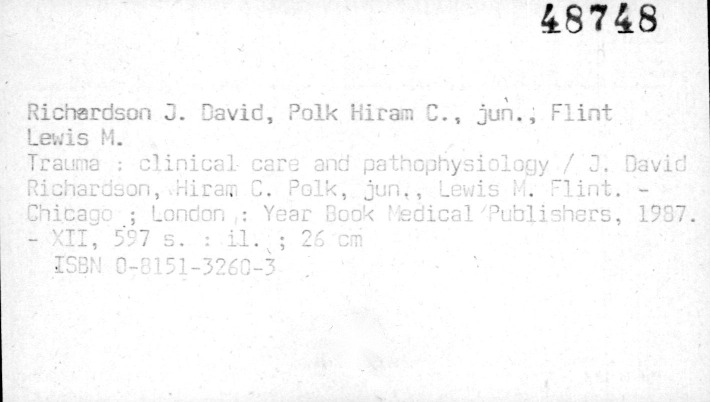 48748
Richardson J. David, Polk Hiram C., jun., Flint
Lewis M.
Trauma : clinical care and pathophysiology / J. David
Richardson, Hiram C. Polk, jun., Lewis M. Flint. -
Chicago ; London : Year Book Medical Publishers, 1987.
- XII, 597 s. : il. ; 26 cm
ISBN 0-8151-3260-3